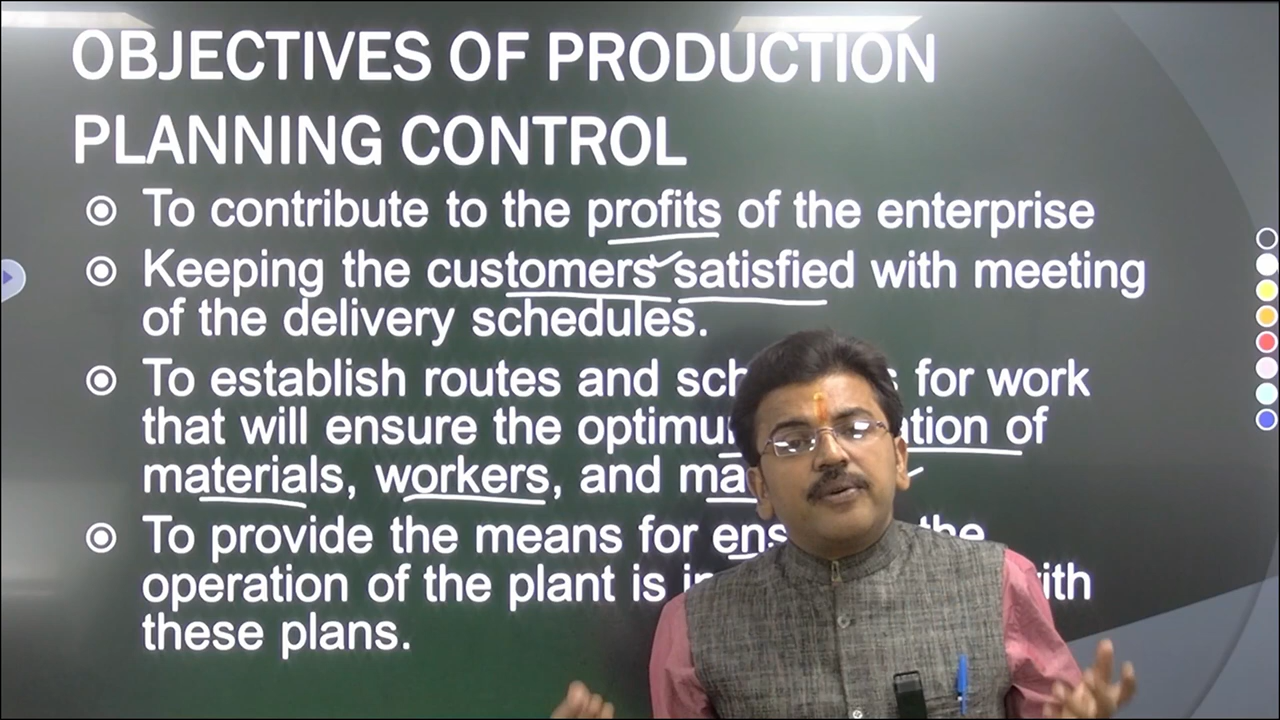 OBJECTIVES OF PRODUCTION
PLANNING CONTROL
To contribute to the profits of the enterprise
Keeping the customers satisfied with meeting
of the delivery schedules.
To establish routes and for work
that will ensure the of
materials, workers, and
To provide the means for the
operation of the plant is
these plans.